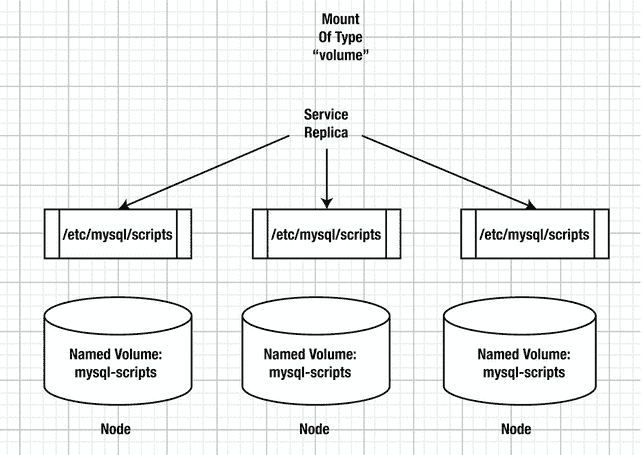 Mount
Of Type
“volume”
Service
Replica
/etc/mysql/scripts
/etc/mysql/scripts
/etc/mysql/scripts
Named Volume:
mysql-scripts
Named Volume:
mysql-scripts
Named Volume:
mysql-scripts
Node
Node
Node